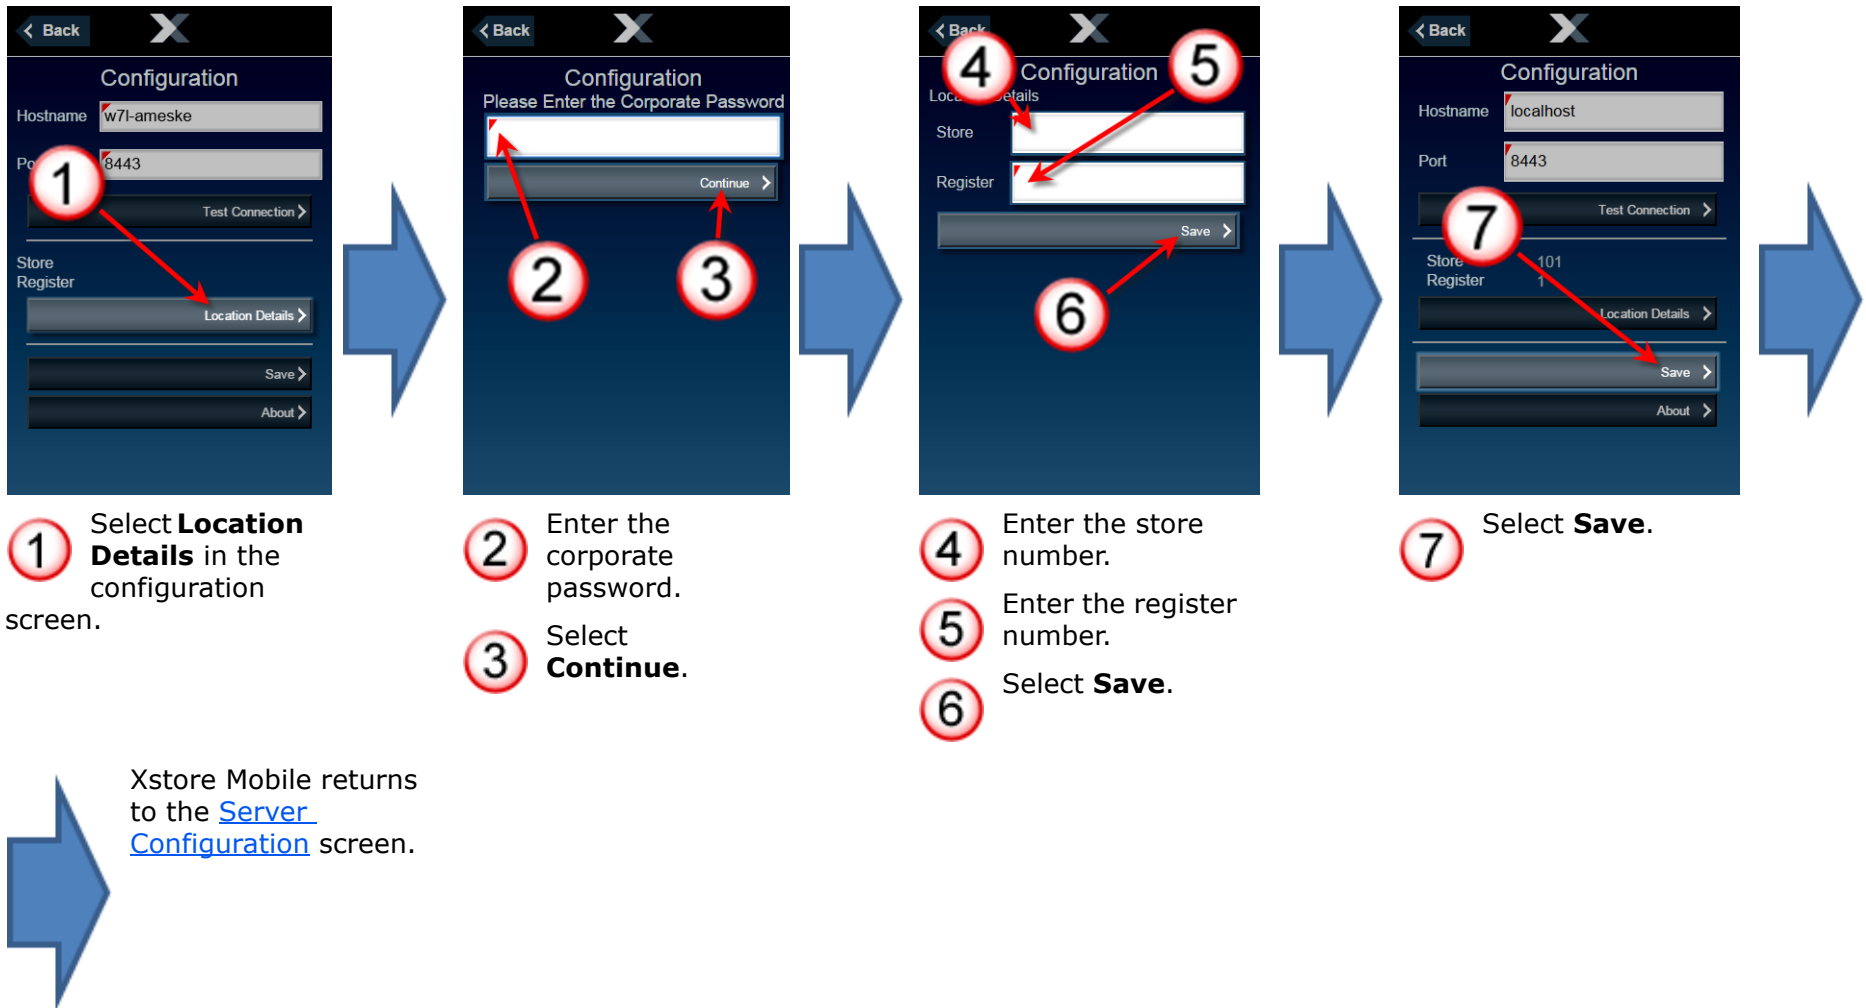 Back
Configuration
Hostname w7l-ameske
8443
1
Test Connection
Store
Register
Location Details
Save
About
Back
Configuration
Please Enter the Corporate Password
Continue
2
3
Back
4
5
Configuration
Details
Store
Register
Save
6
Back
Configuration
Hostname localhost
Port 8443
Test Connection
7
Store 101
Register 1
Location Details
Save
About
1
Select Location
Details in the
configuration
screen.
2
Enter the
corporate
password.
3
Select
Continue.
4
Enter the store
number.
5
Enter the register
number.
6
Select Save.
7
Select Save.
Xstore Mobile returns
to the Server
Configuration screen.